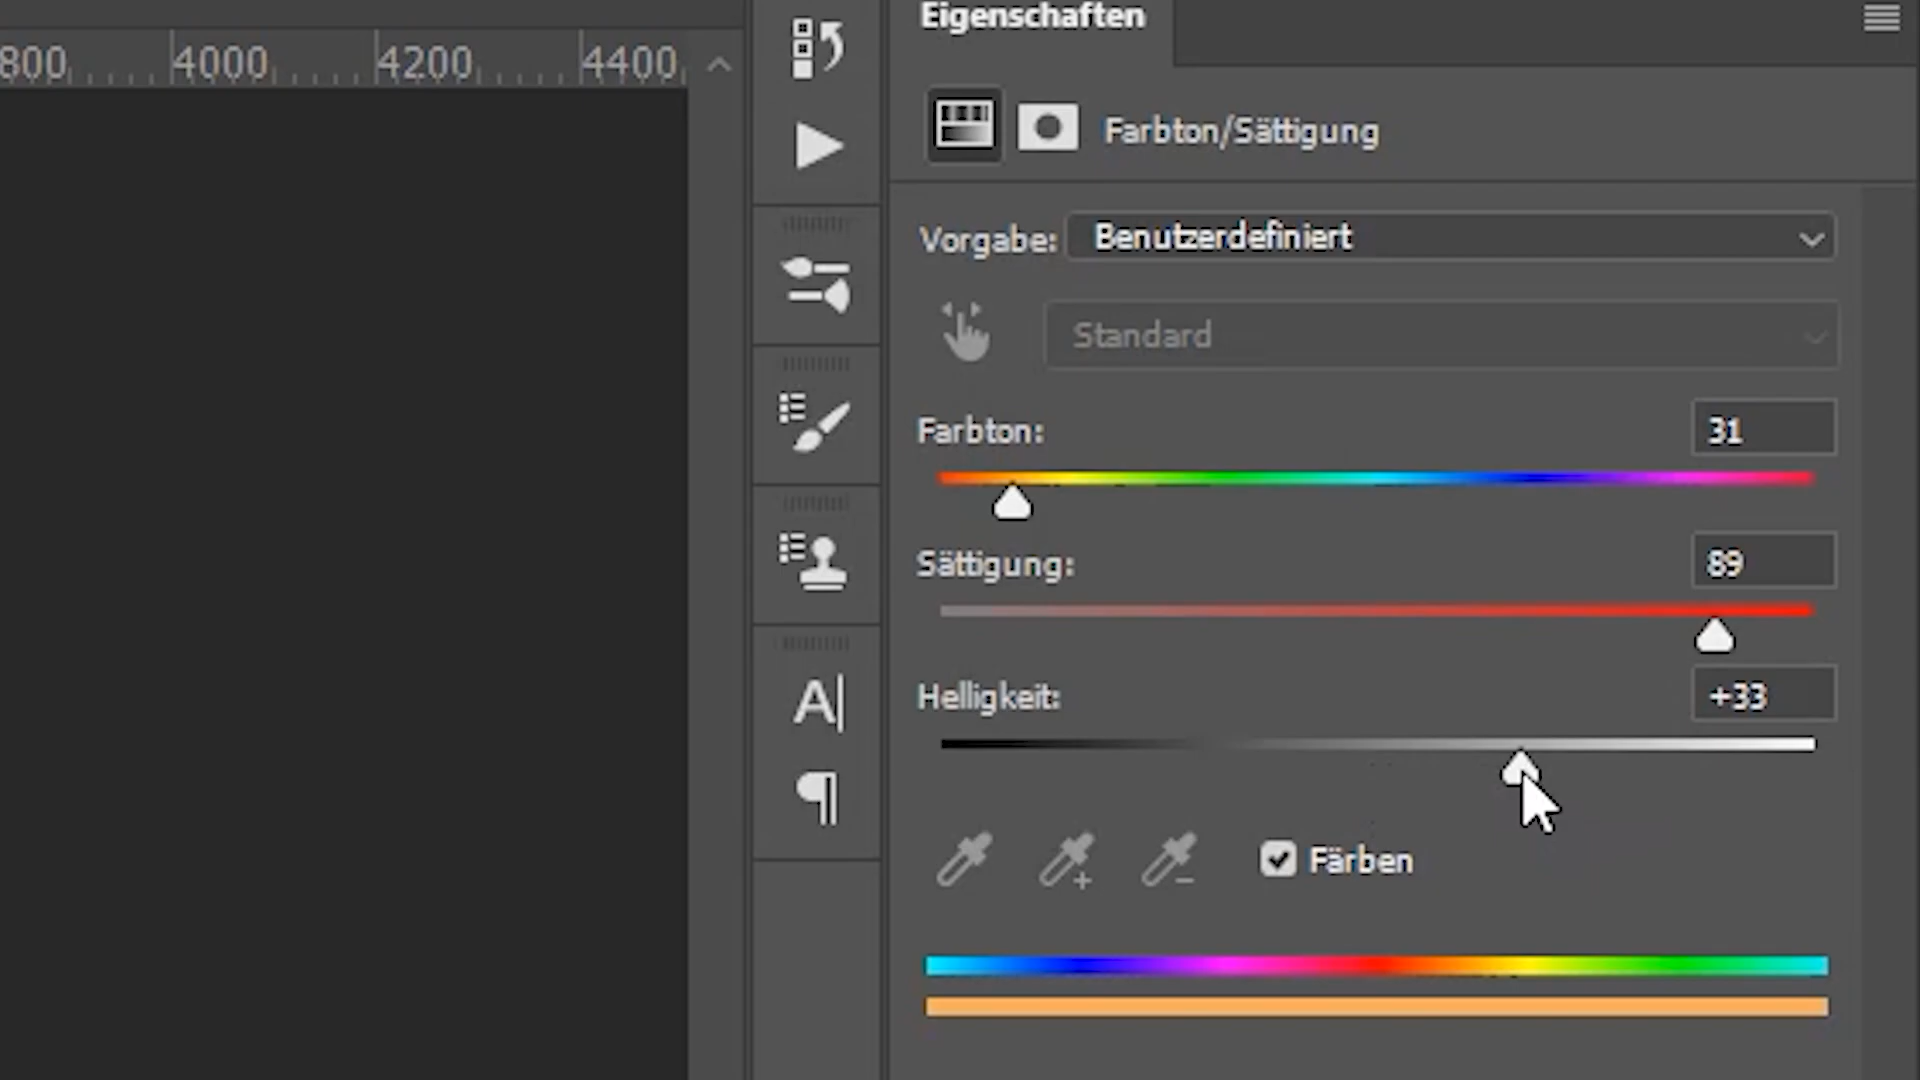 Eigenschaften
800 4000 4200 4400
Farbton/Sättigung
Vorgabe: Benutzerdefiniert
Standard
Farbton: 31
Sättigung: 89
Helligkeit: +33
Färben